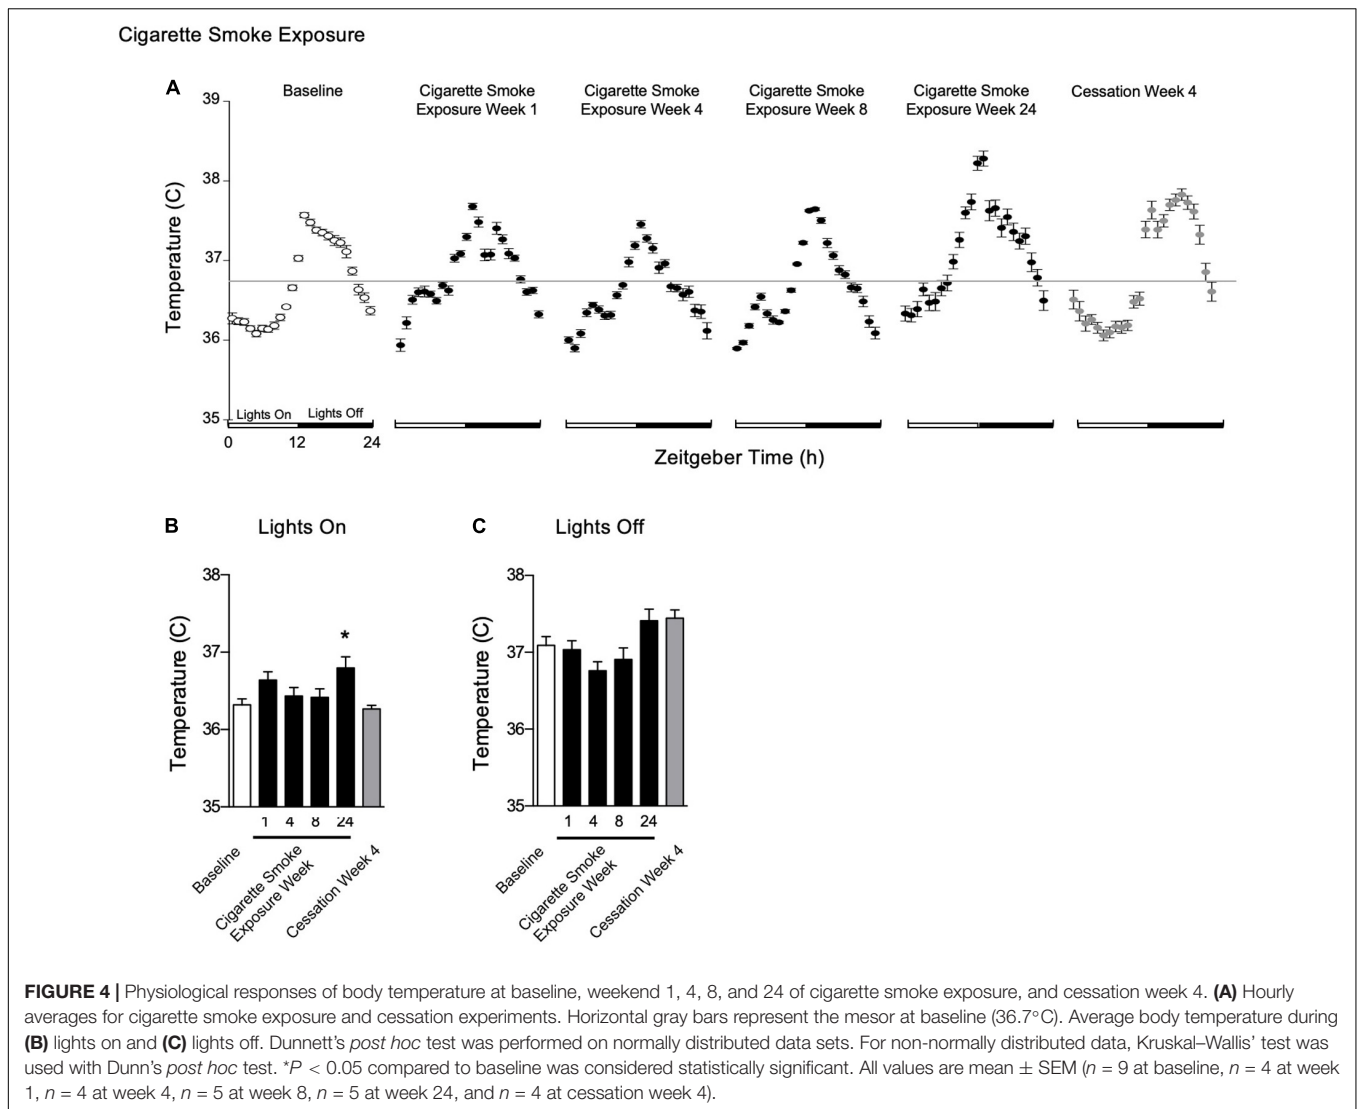 Cigarette Smoke Exposure
A
Baseline
Cigarette Smoke
Exposure Week 1
Cigarette Smoke
Exposure Week 4
Cigarette Smoke
Exposure Week 8
Cigarette Smoke
Exposure Week 24
Cessation Week 4
Temperature (C)
39
38
37
36
35
Lights On
Lights Off
0
12
24
Zeitgeber Time (h)
B
Lights On
Temperature (C)
38
37
36
35
*
1 4 8 24
Baseline
Cigarette Smoke
Exposure Week
Cessation Week 4
C
Lights Off
Temperature (C)
38
37
36
35
1 4 8 24
Baseline
Cigarette Smoke
Exposure Week
Cessation Week 4
FIGURE 4 | Physiological responses of body temperature at baseline, weekend 1, 4, 8, and 24 of cigarette smoke exposure, and cessation week 4. (A) Hourly
averages for cigarette smoke exposure and cessation experiments. Horizontal gray bars represent the mesor at baseline (36.7°C). Average body temperature during
(B) lights on and (C) lights off. Dunnett's post hoc test was performed on normally distributed data sets. For non-normally distributed data, Kruskal–Wallis' test was
used with Dunn's post hoc test. *P < 0.05 compared to baseline was considered statistically significant. All values are mean ± SEM (n = 9 at baseline, n = 4 at week
1, n = 4 at week 4, n = 5 at week 8, n = 5 at week 24, and n = 4 at cessation week 4).